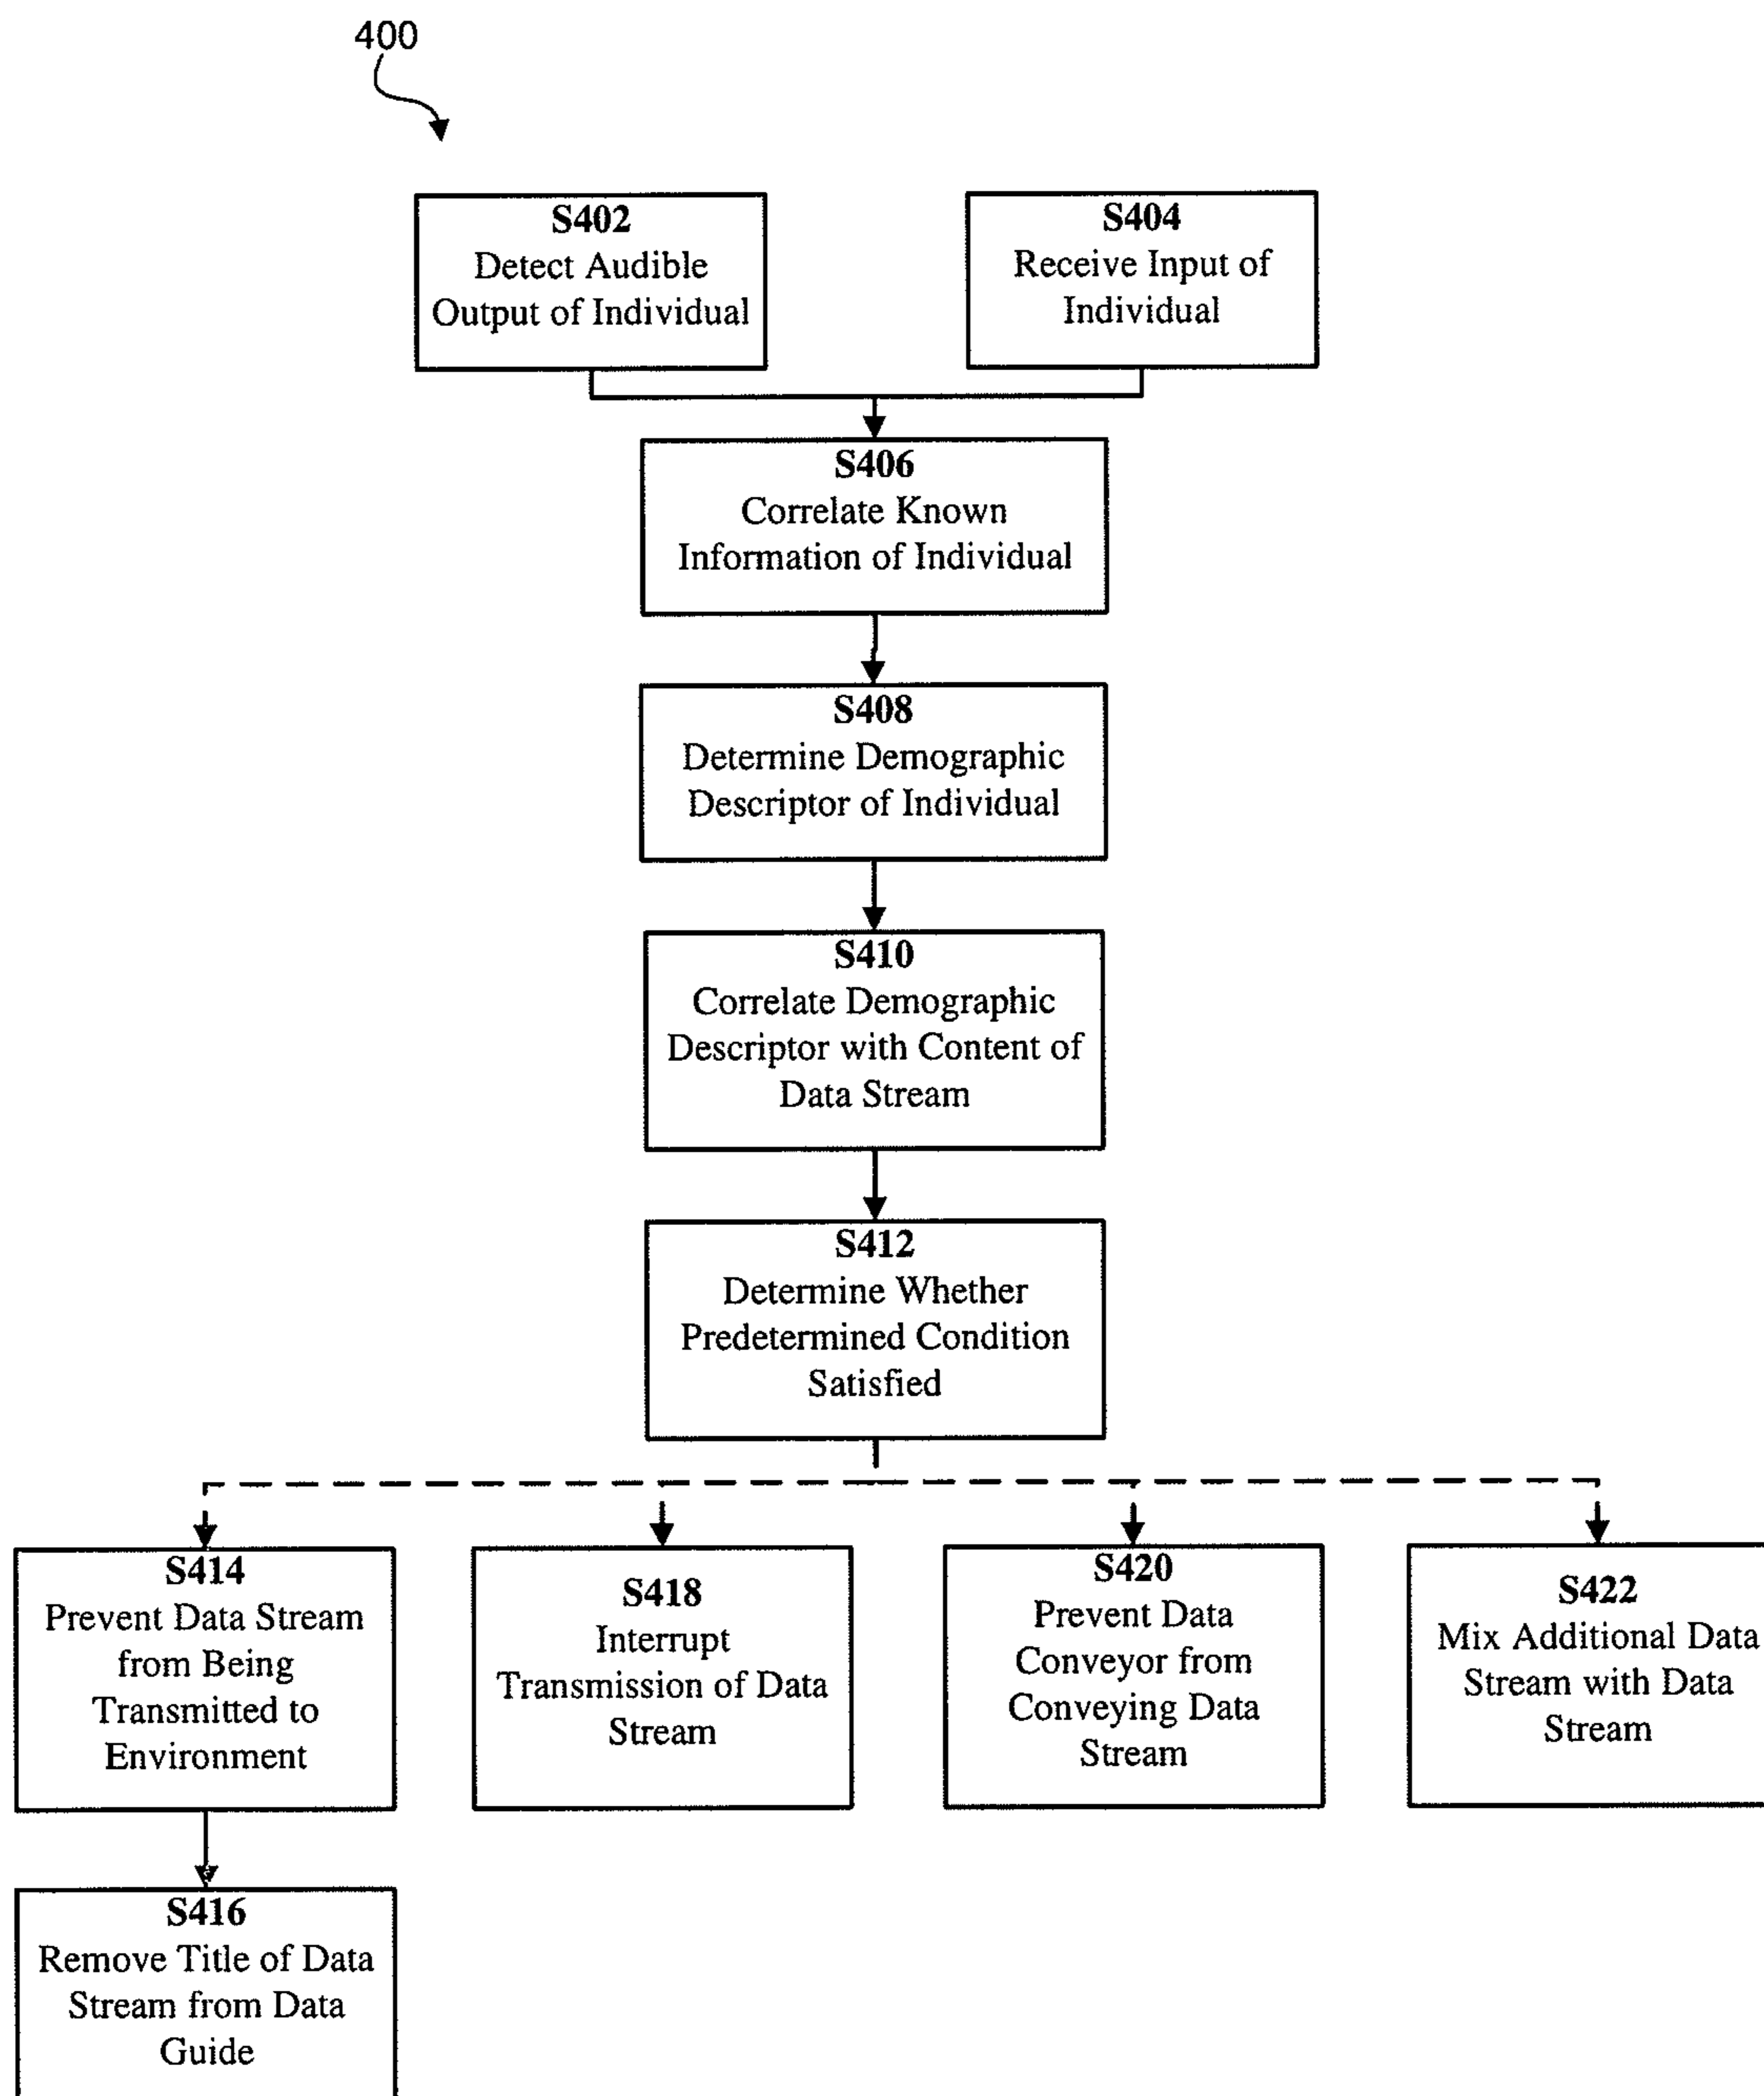 400
S402
Detect Audible
Output of Individual
S404
Receive Input of
Individual
S406
Correlate Known
Information of Individual
S408
Determine Demographic
Descriptor of Individual
S410
Correlate Demographic
Descriptor with Content of
Data Stream
S412
Determine Whether
Predetermined Condition
Satisfied
S414
Prevent Data Stream
from Being
Transmitted to
Environment
S418
Interrupt
Transmission of Data
Stream
S420
Prevent Data
Conveyor from
Conveying Data
Stream
S422
Mix Additional Data
Stream with Data
Stream
S416
Remove Title of Data
Stream from Data
Guide